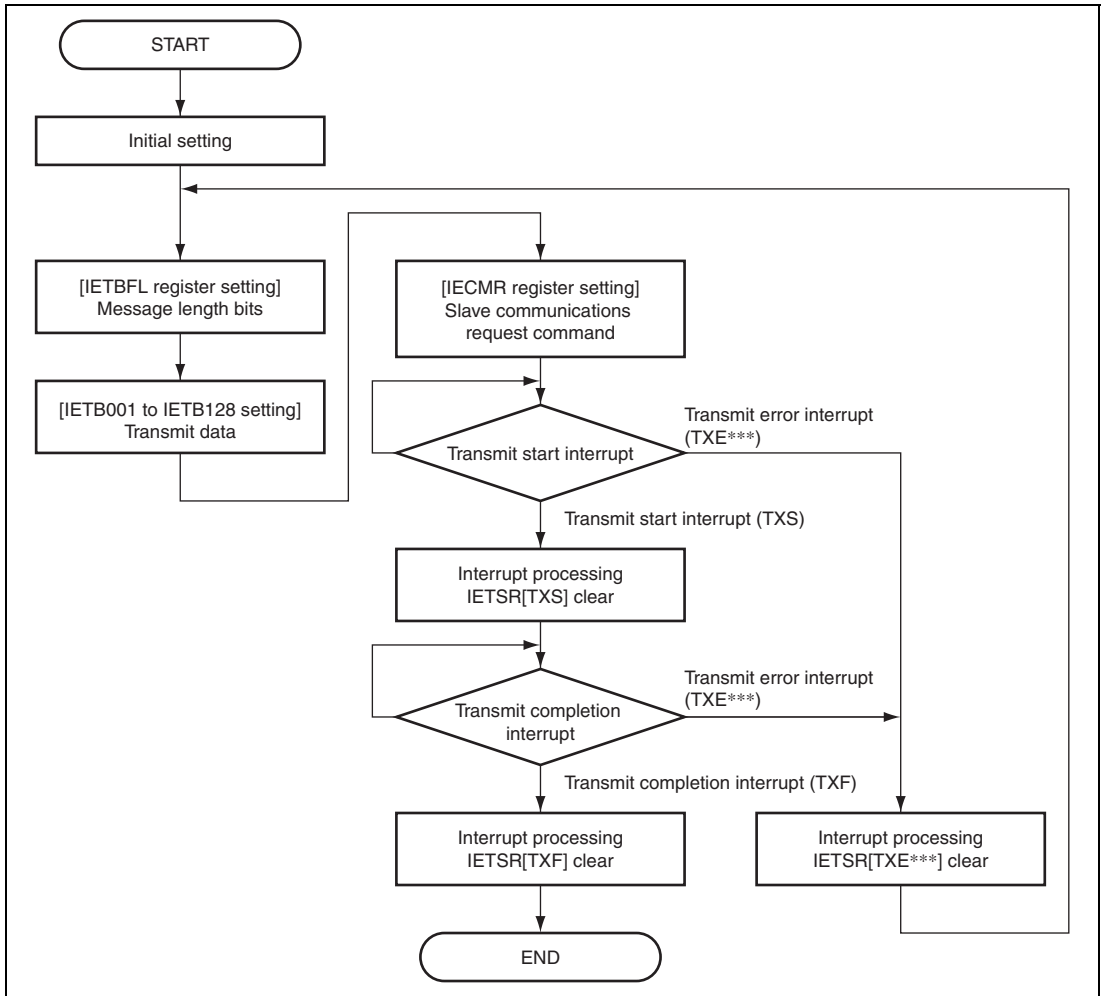 START
Initial setting
[IETBFL register setting]
Message length bits
[IETB001 to IETB128 setting]
Transmit data
[IECMR register setting]
Slave communications
request command
Transmit start interrupt
Transmit error interrupt
(TXE***)
Transmit start interrupt (TXS)
Interrupt processing
IETSR[TXS] clear
Transmit completion
interrupt
Transmit error interrupt
(TXE***)
Transmit completion interrupt (TXF)
Interrupt processing
IETSR[TXF] clear
Interrupt processing
IETSR[TXE***] clear
END